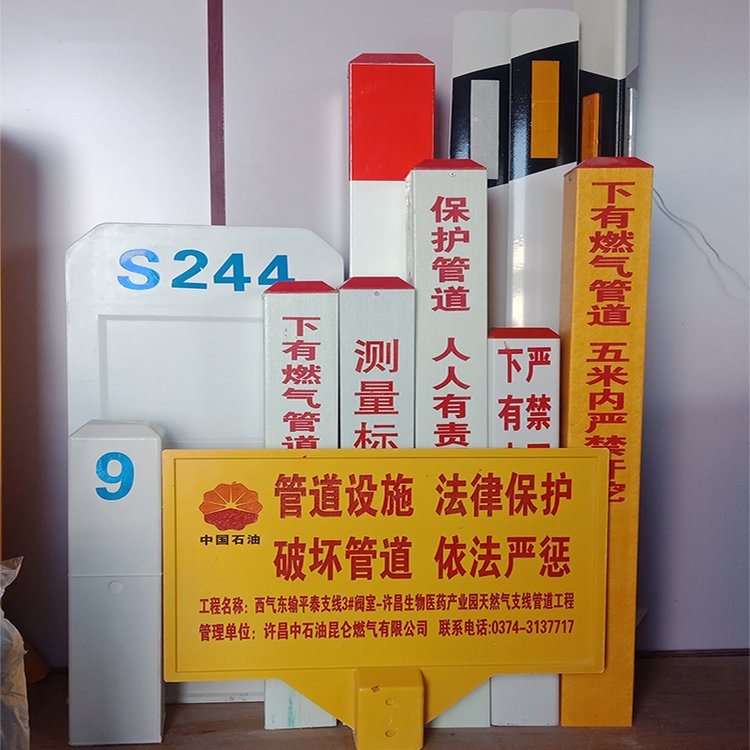 S244
保护管道 人人有责
下有燃气管道 五米内严禁开挖
下有燃气管道
测量标
严禁
下有
9
中国石油
管道设施 法律保护
破坏管道 依法严惩
工程名称：西气东输平泰支线3#阀室-许昌生物医药产业园天然气支线管道工程
管理单位：许昌中石油昆仑燃气有限公司 联系电话:0374-3137717